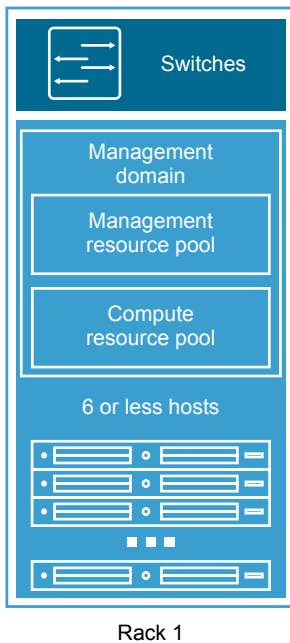 Switches
Management
domain
Management
resource pool
Compute
resource pool
6 or less hosts
Rack 1